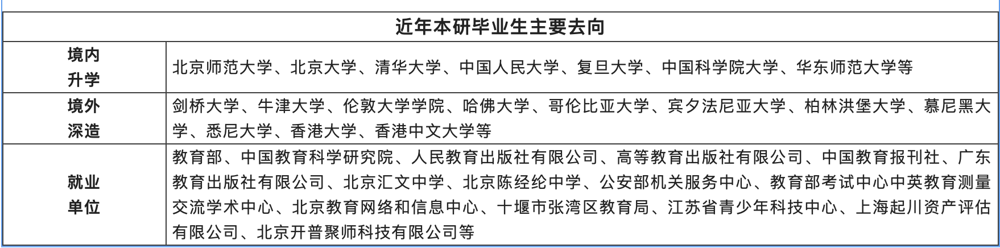 近年本研毕业生主要去向
境内
升学
北京师范大学、北京大学、清华大学、中国人民大学、复旦大学、中国科学院大学、华东师范大学等
境外
深造
剑桥大学、牛津大学、伦敦大学学院、哈佛大学、哥伦比亚大学、宾夕法尼亚大学、柏林洪堡大学、慕尼黑大
学、悉尼大学、香港大学、香港中文大学等
就业
单位
教育部、中国教育科学研究院、人民教育出版社有限公司、高等教育出版社有限公司、中国教育报刊社、广东
教育出版社有限公司、北京汇文中学、北京陈经纶中学、公安部机关服务中心、教育部考试中心中英教育测量
交流学术中心、北京教育网络和信息中心、十堰市张湾区教育局、江苏省青少年科技中心、上海起川资产评估
有限公司、北京开普聚师科技有限公司等